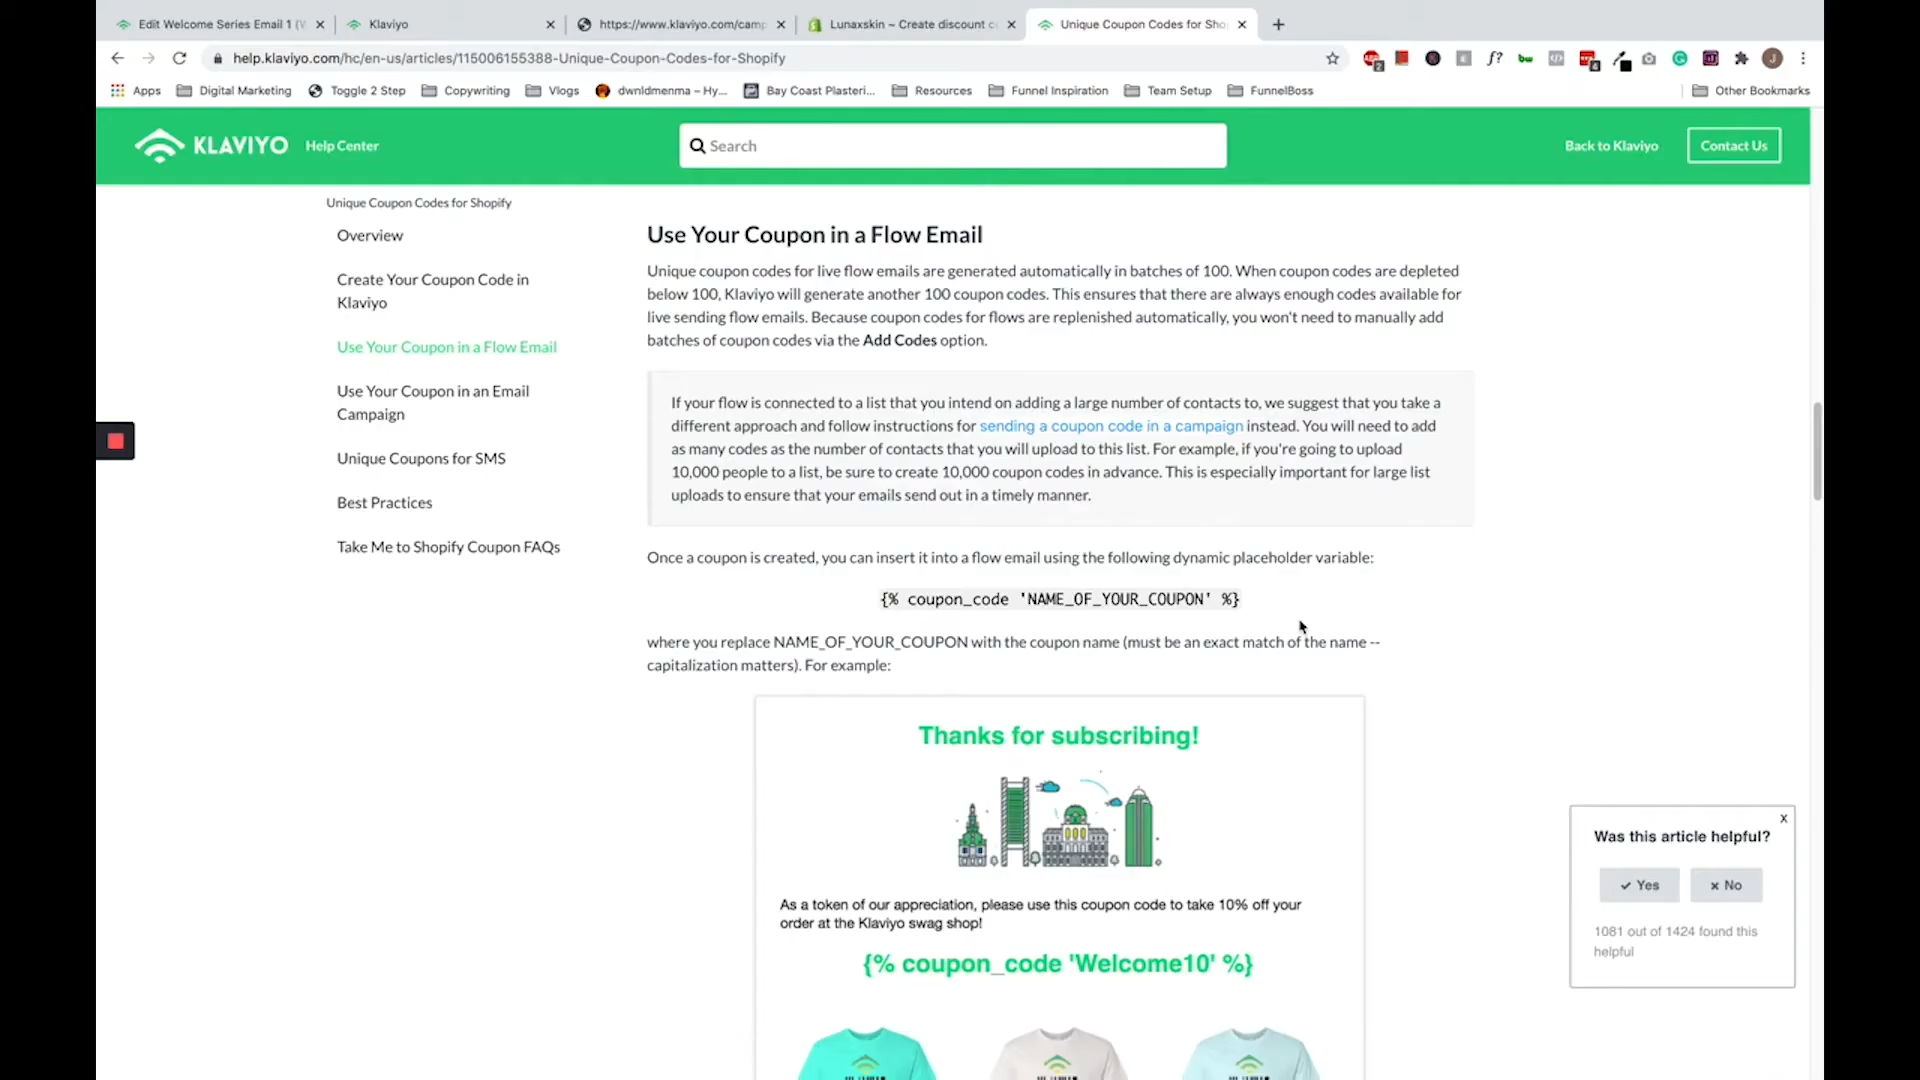 Edit Welcome Series Email 1 (
Klaviyo
https://www.klaviyo.com/camp
Lunaxskin ~ Create discount c
Unique Coupon Codes for Sho
help.klaviyo.com/hc/en-us/articles/115006155388-Unique-Coupon-Codes-for-Shopify
Apps
Digital Marketing
Toggle 2 Step
Copywriting
Vlogs
dwnldmenma – Hy...
Bay Coast Plasteri...
Resources
Funnel Inspiration
Team Setup
FunnelBoss
Other Bookmarks
KLAVIYO
Help Center
Search
Back to Klaviyo
Contact Us
Unique Coupon Codes for Shopify
Overview
Create Your Coupon Code in
Klaviyo
Use Your Coupon in a Flow Email
Use Your Coupon in an Email
Campaign
Unique Coupons for SMS
Best Practices
Take Me to Shopify Coupon FAQs
Use Your Coupon in a Flow Email
Unique coupon codes for live flow emails are generated automatically in batches of 100. When coupon codes are depleted
below 100, Klaviyo will generate another 100 coupon codes. This ensures that there are always enough codes available for
live sending flow emails. Because coupon codes for flows are replenished automatically, you won't need to manually add
batches of coupon codes via the Add Codes option.
If your flow is connected to a list that you intend on adding a large number of contacts to, we suggest that you take a
different approach and follow instructions for sending a coupon code in a campaign instead. You will need to add
as many codes as the number of contacts that you will upload to this list. For example, if you're going to upload
10,000 people to a list, be sure to create 10,000 coupon codes in advance. This is especially important for large list
uploads to ensure that your emails send out in a timely manner.
Once a coupon is created, you can insert it into a flow email using the following dynamic placeholder variable:
{% coupon_code 'NAME_OF_YOUR_COUPON' %}
where you replace NAME_OF_YOUR_COUPON with the coupon name (must be an exact match of the name --
capitalization matters). For example:
Thanks for subscribing!
As a token of our appreciation, please use this coupon code to take 10% off your
order at the Klaviyo swag shop!
{% coupon_code 'Welcome10' %}
Was this article helpful?
Yes
No
1081 out of 1424 found this
helpful